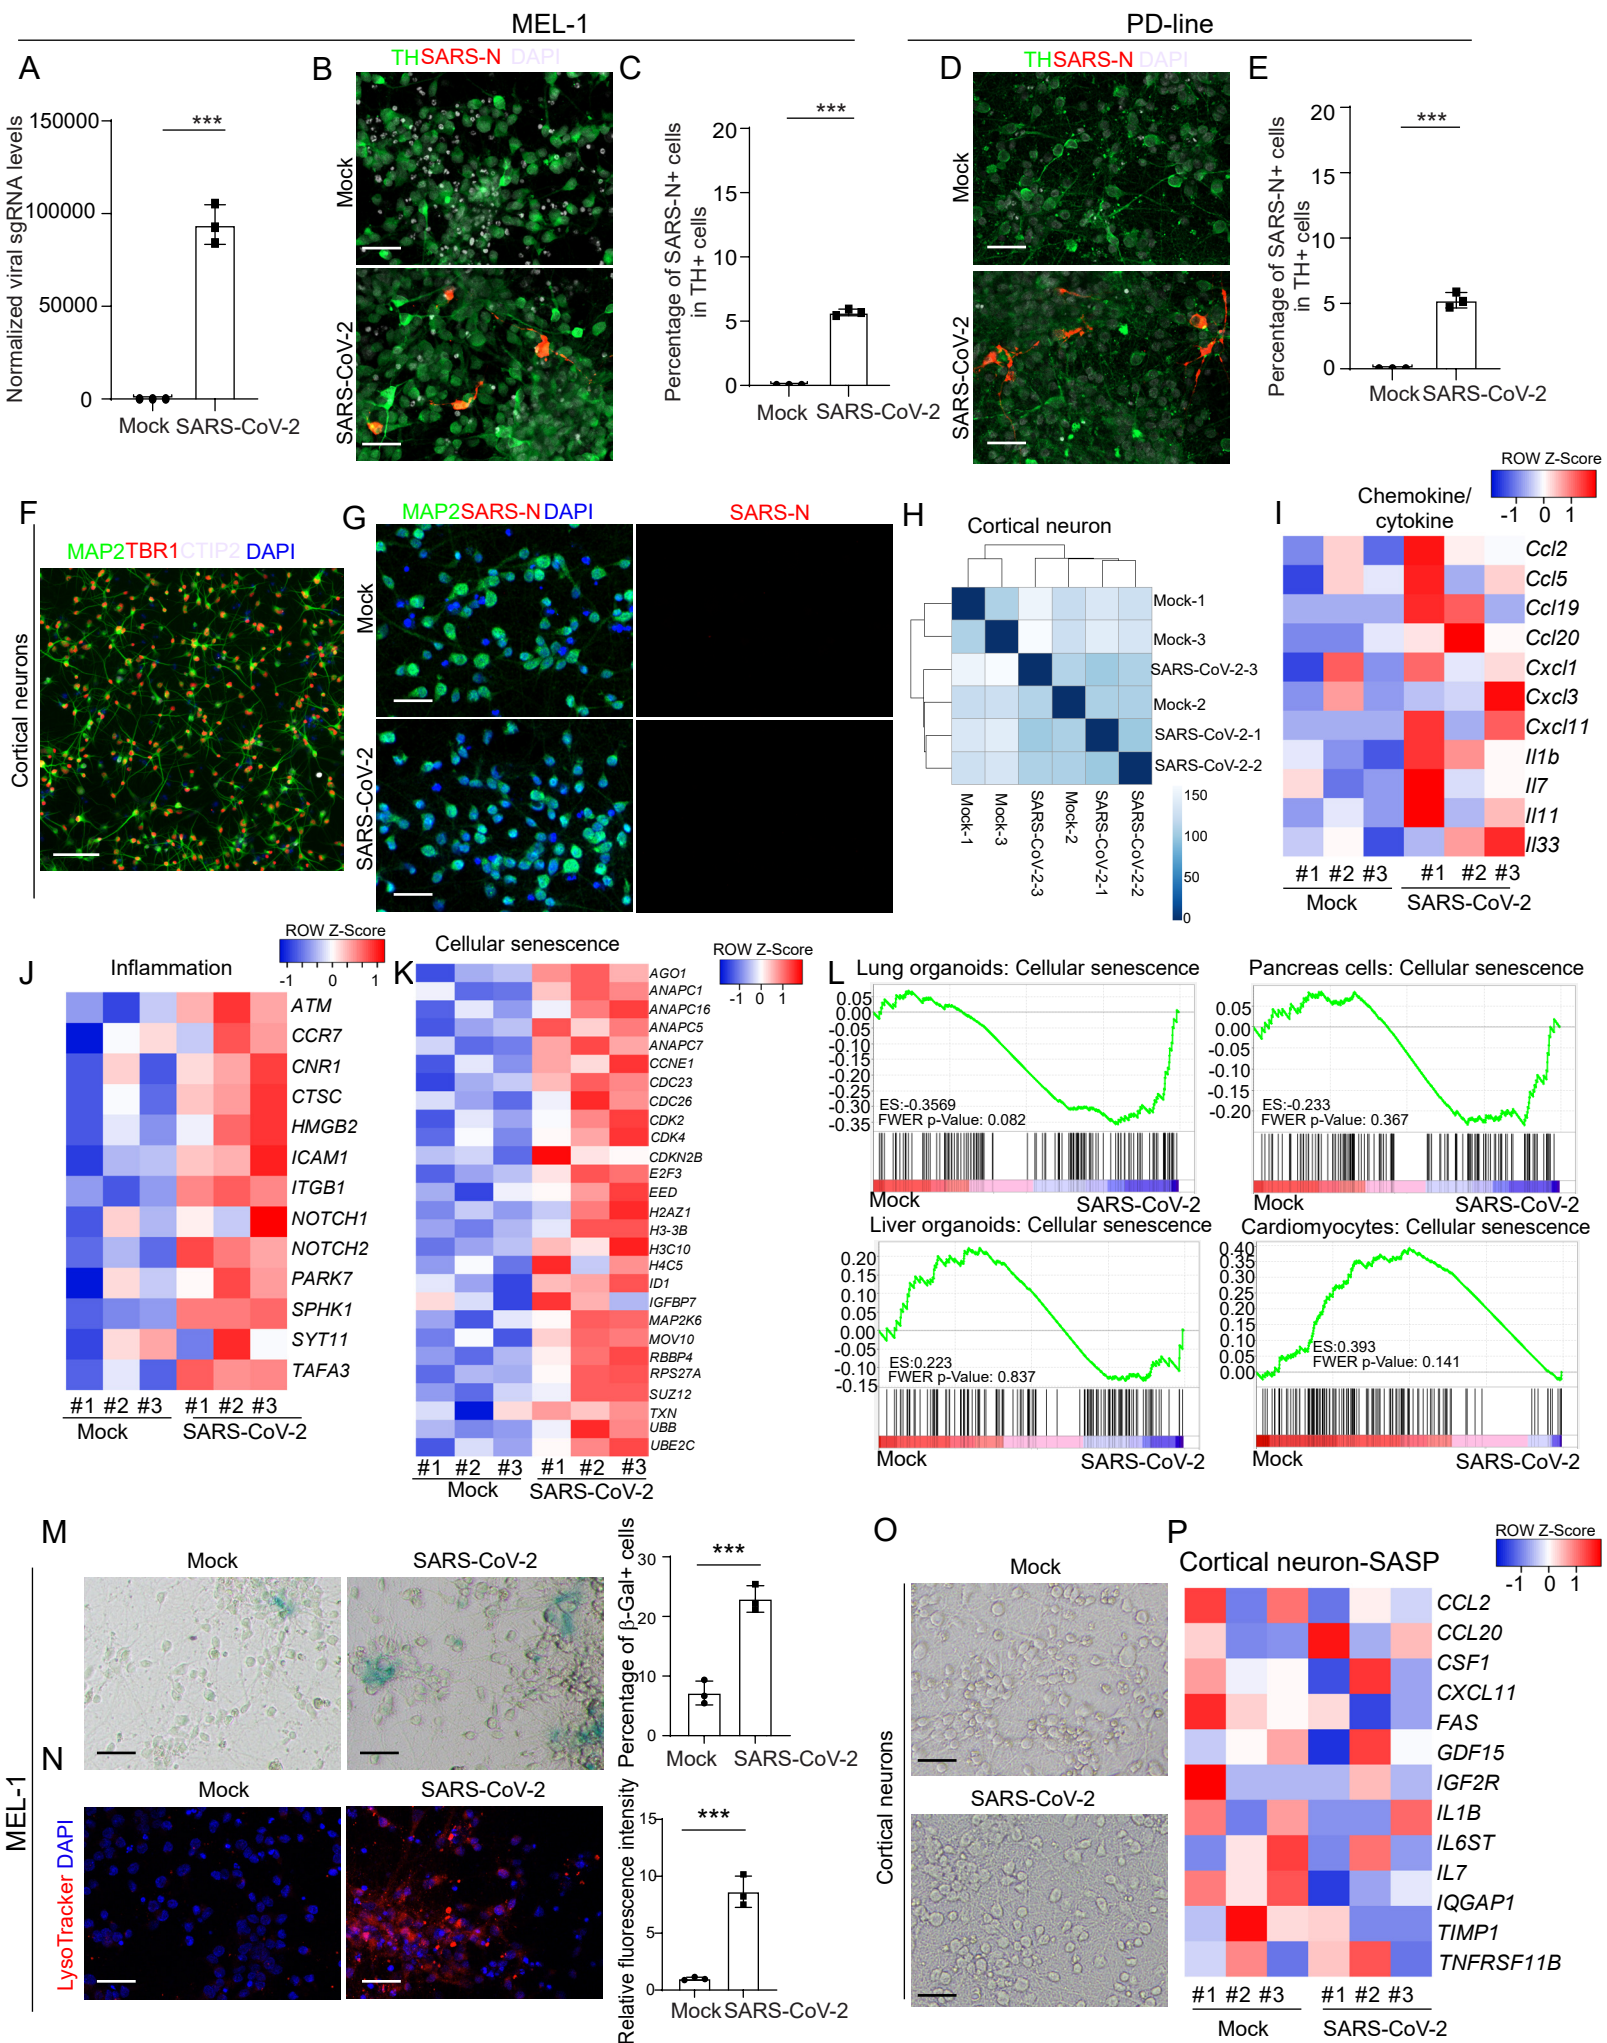 MEL-1
PD-line
A
Normalized viral sgRNA levels
150000
100000
50000
0
***
Mock SARS-CoV-2
B
THSARS-N DAPI
Mock
SARS-CoV-2
C
Percentage of SARS-N+ cells
in TH+ cells
20
15
10
5
0
***
Mock SARS-CoV-2
D
THSARS-N DAPI
Mock
SARS-CoV-2
E
Percentage of SARS-N+ cells
in TH+ cells
20
15
10
5
0
***
Mock SARS-CoV-2
F
MAP2TBR1CTIP2 DAPI
Cortical neurons
G
MAP2SARS-NDAPI
SARS-N
Mock
SARS-CoV-2
H
Cortical neuron
Mock-1
Mock-3
SARS-CoV-2-3
Mock-2
SARS-CoV-2-1
SARS-CoV-2-2
Mock-1
Mock-3
SARS-CoV-2-3
Mock-2
SARS-CoV-2-1
SARS-CoV-2-2
150
100
50
0
I
Chemokine/
cytokine
ROW Z-Score
-1 0 1
Ccl2
Ccl5
Ccl19
Ccl20
Cxcl1
Cxcl3
Cxcl11
Il1b
Il7
Il11
Il33
#1 #2 #3 #1 #2 #3
Mock SARS-CoV-2
J
Inflammation
ROW Z-Score
-1 0 1
ATM
CCR7
CNR1
CTSC
HMGB2
ICAM1
ITGB1
NOTCH1
NOTCH2
PARK7
SPHK1
SYT11
TAFA3
#1 #2 #3 #1 #2 #3
Mock SARS-CoV-2
K
Cellular senescence
ROW Z-Score
-1 0 1
AGO1
ANAPC1
ANAPC16
ANAPC5
ANAPC7
CCNE1
CDC23
CDC26
CDK2
CDK4
CDKN2B
E2F3
EED
H2AZ1
H3-3B
H3C10
H4C5
ID1
IGFBP7
MAP2K6
MOV10
RBBP4
RPS27A
SUZ12
TXN
UBB
UBE2C
#1 #2 #3 #1 #2 #3
Mock SARS-CoV-2
L
Lung organoids: Cellular senescence
0.05
0.00
-0.05
-0.10
-0.15
-0.20
-0.25
-0.30
-0.35
ES:-0.3569
FWER p-Value: 0.082
Mock SARS-CoV-2
Pancreas cells: Cellular senescence
0.05
0.00
-0.05
-0.10
-0.15
-0.20
ES:-0.233
FWER p-Value: 0.367
Mock SARS-CoV-2
Liver organoids: Cellular senescence
0.20
0.15
0.10
0.05
0.00
-0.05
-0.10
-0.15
ES:0.223
FWER p-Value: 0.837
Mock SARS-CoV-2
Cardiomyocytes: Cellular senescence
0.40
0.35
0.30
0.25
0.20
0.15
0.10
0.05
0.00
ES:0.393
FWER p-Value: 0.141
Mock SARS-CoV-2
MEL-1
M
Mock
SARS-CoV-2
Percentage of β-Gal+ cells
30
20
10
0
***
Mock SARS-CoV-2
N
Mock
SARS-CoV-2
LysoTracker DAPI
Relative fluorescence intensity
15
10
5
0
***
Mock SARS-CoV-2
O
Mock
SARS-CoV-2
Cortical neurons
P
Cortical neuron-SASP
ROW Z-Score
-1 0 1
CCL2
CCL20
CSF1
CXCL11
FAS
GDF15
IGF2R
IL1B
IL6ST
IL7
IQGAP1
TIMP1
TNFRSF11B
#1 #2 #3 #1 #2 #3
Mock SARS-CoV-2